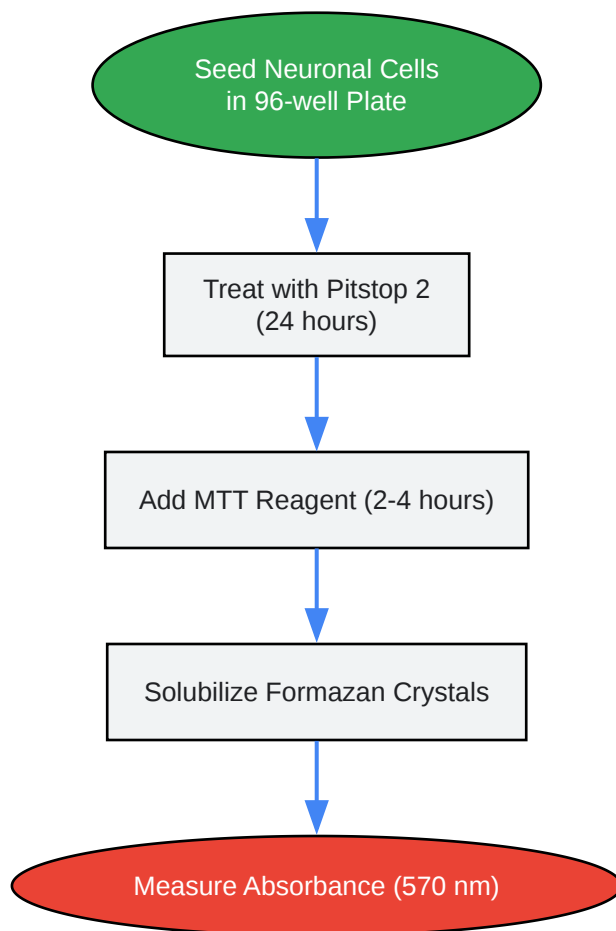 Seed Neuronal Cells
in 96-well Plate
Treat with Pitstop 2
(24 hours)
Add MTT Reagent (2-4 hours)
Solubilize Formazan Crystals
Measure Absorbance (570 nm)